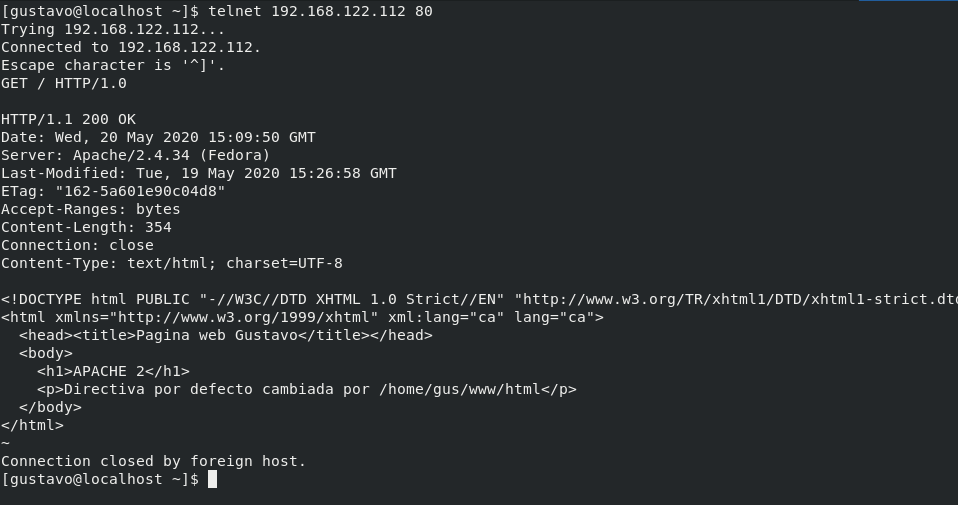 [gustavo@localhost ~]$ telnet 192.168.122.112 80
Trying 192.168.122.112...
Connected to 192.168.122.112.
Escape character is '^]'.
GET / HTTP/1.0

HTTP/1.1 200 OK
Date: Wed, 20 May 2020 15:09:50 GMT
Server: Apache/2.4.34 (Fedora)
Last-Modified: Tue, 19 May 2020 15:26:58 GMT
ETag: "162-5a601e90c04d8"
Accept-Ranges: bytes
Content-Length: 354
Connection: close
Content-Type: text/html; charset=UTF-8

<!DOCTYPE html PUBLIC "-//W3C//DTD XHTML 1.0 Strict//EN" "http://www.w3.org/TR/xhtml1/DTD/xhtml1-strict.dtd
<html xmlns="http://www.w3.org/1999/xhtml" xml:lang="ca" lang="ca">
  <head><title>Pagina web Gustavo</title></head>
  <body>
    <h1>APACHE 2</h1>
    <p>Directiva por defecto cambiada por /home/gus/www/html</p>
  </body>
</html>
~
Connection closed by foreign host.
[gustavo@localhost ~]$